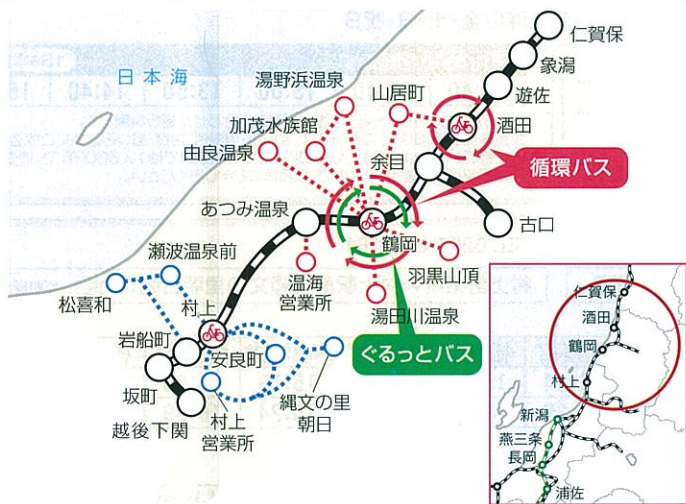 仁賀保
象潟
遊佐
酒田
日本海
湯野浜温泉
山居町
加茂水族館
由良温泉
余目
循環バス
あつみ温泉
古口
鶴岡
羽黒山頂
瀬波温泉前
温海
営業所
湯田川温泉
松喜和
村上
岩船町
安良町
ぐるっとバス
坂町
縄文の里
朝日
村上
営業所
越後下関
仁賀保
酒田
鶴岡
村上
新潟
燕三条
長岡
浦佐